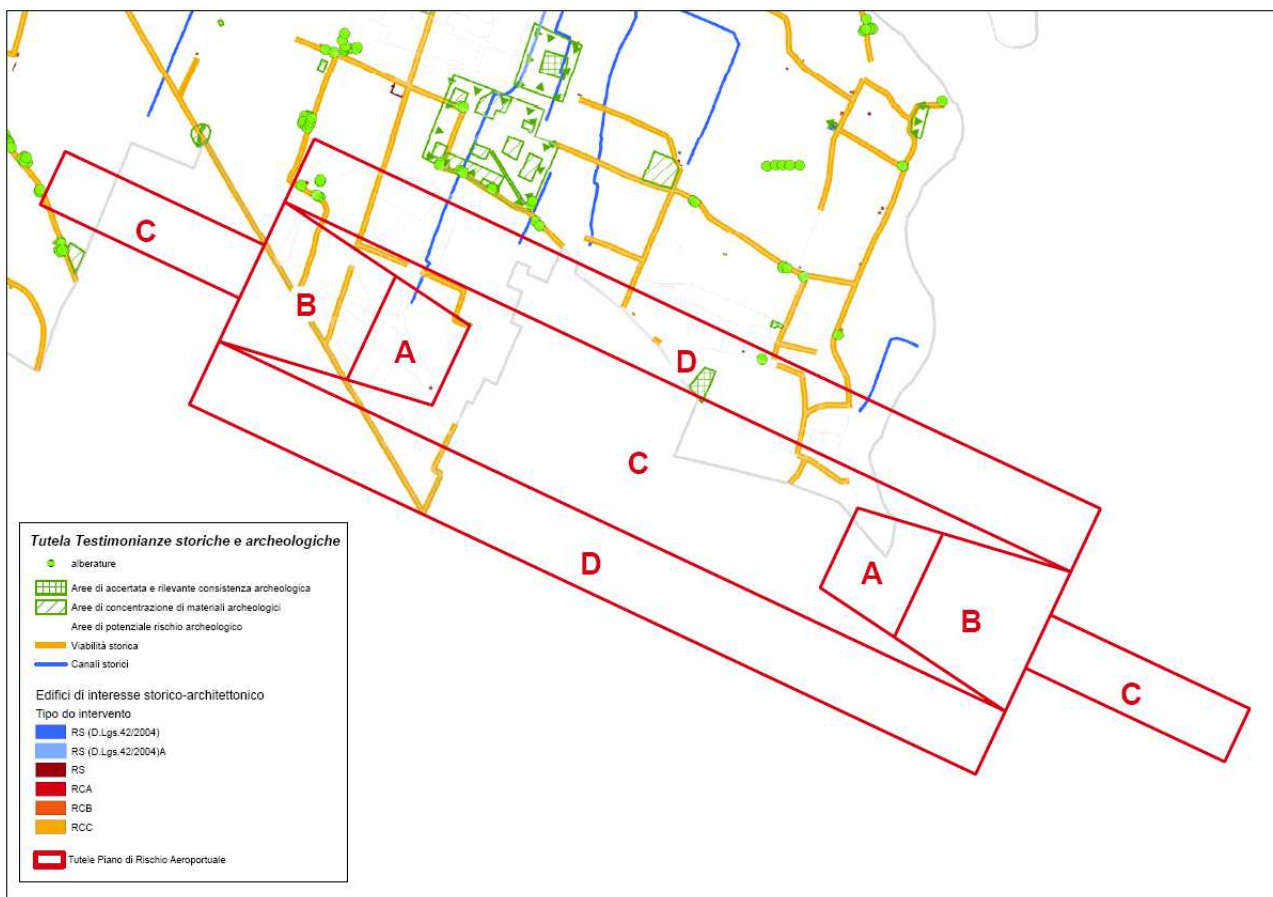 C
B
A
D
C
D
A
B
C
Tutela Testimonianze storiche e archeologiche
alberature
Aree di accertata e rilevante consistenza archeologica
Aree di concentrazione di materiali archeologici
Aree di potenziale rischio archeologico
Viabilità storica
Canali storici
Edifici di interesse storico-architettonico
Tipo do intervento
RS (D.Lgs.42/2004)
RS (D.Lgs.42/2004)A
RS
RCA
RCB
RCC
Tutele Piano di Rischio Aeroportuale